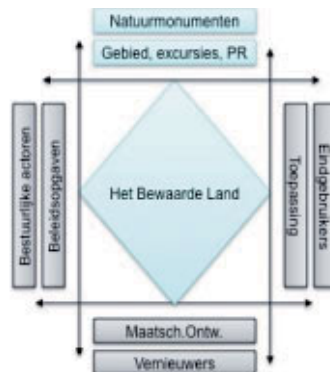 Natuurmonumenten
Gebied, excursies, PR
Bestuurlijke actoren
Beleidsopgaven
Het Bewaarde Land
Toepassing
Eindgebruikers
Maatsch.Ontw.
Vernieuwers